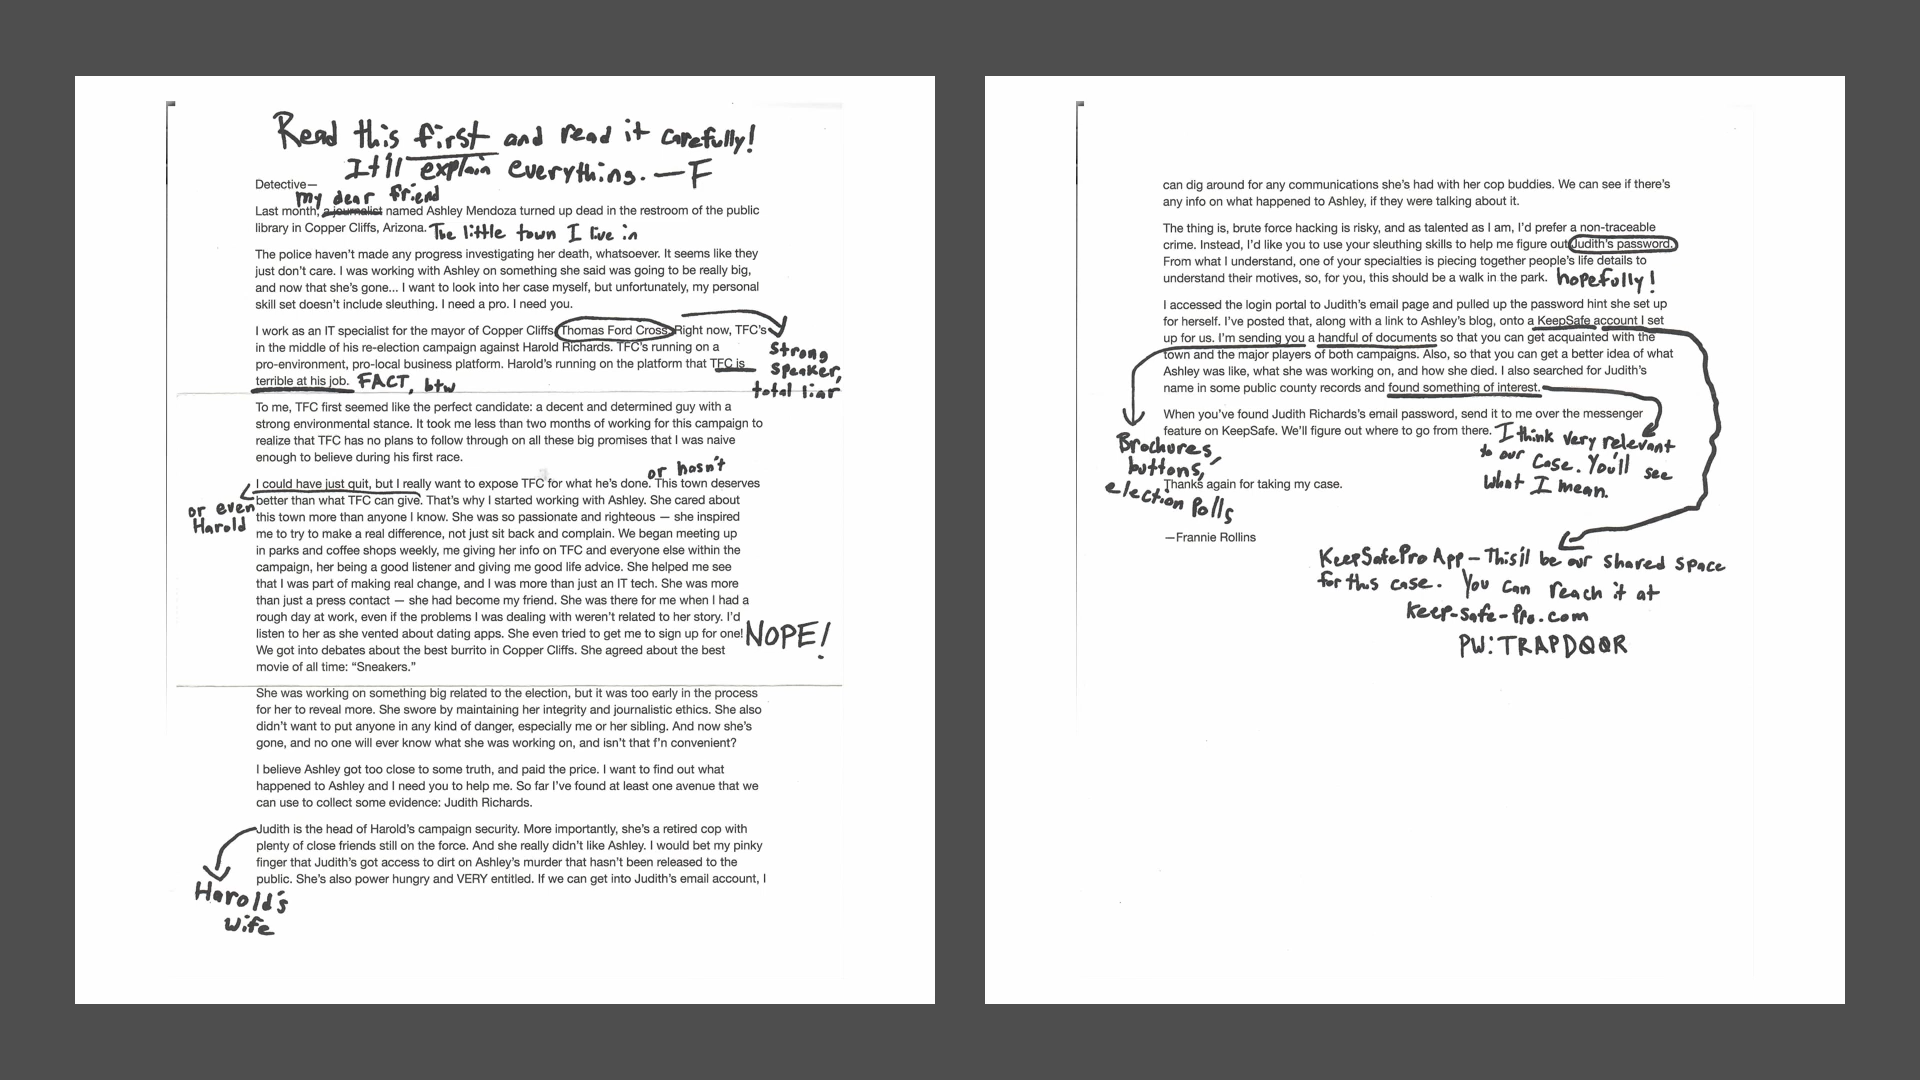 Read this first and read it carefully!
It'll explain everything. —F
Detective—
my dear friend
Last month, a journalist named Ashley Mendoza turned up dead in the restroom of the public
library in Copper Cliffs, Arizona. The little town I live in
The police haven't made any progress investigating her death, whatsoever. It seems like they
just don't care. I was working with Ashley on something she said was going to be really big,
and now that she's gone... I want to look into her case myself, but unfortunately, my personal
skill set doesn't include sleuthing. I need a pro. I need you.
I work as an IT specialist for the mayor of Copper Cliffs, Thomas Ford Cross. Right now, TFC's
in the middle of his re-election campaign against Harold Richards. TFC's running on a
pro-environment, pro-local business platform. Harold's running on the platform that TFC is
terrible at his job. FACT, btw
strong
speaker,
total liar
To me, TFC first seemed like the perfect candidate: a decent and determined guy with a
strong environmental stance. It took me less than two months of working for this campaign to
realize that TFC has no plans to follow through on all these big promises that I was naive
enough to believe during his first race.
or hasn't
I could have just quit, but I really want to expose TFC for what he's done. This town deserves
better than what TFC can give. That's why I started working with Ashley. She cared about
or even
Harold
this town more than anyone I know. She was so passionate and righteous — she inspired
me to try to make a real difference, not just sit back and complain. We began meeting up
in parks and coffee shops weekly, me giving her info on TFC and everyone else within the
campaign, her being a good listener and giving me good life advice. She helped me see
that I was part of making real change, and I was more than just an IT tech. She was more
than just a press contact — she had become my friend. She was there for me when I had a
rough day at work, even if the problems I was dealing with weren't related to her story. I'd
listen to her as she vented about dating apps. She even tried to get me to sign up for one! NOPE!
We got into debates about the best burrito in Copper Cliffs. She agreed about the best
movie of all time: “Sneakers.”
She was working on something big related to the election, but it was too early in the process
for her to reveal more. She swore by maintaining her integrity and journalistic ethics. She also
didn't want to put anyone in any kind of danger, especially me or her sibling. And now she's
gone, and no one will ever know what she was working on, and isn't that f'n convenient?
I believe Ashley got too close to some truth, and paid the price. I want to find out what
happened to Ashley and I need you to help me. So far I've found at least one avenue that we
can use to collect some evidence: Judith Richards.
Judith is the head of Harold's campaign security. More importantly, she's a retired cop with
plenty of close friends still on the force. And she really didn't like Ashley. I would bet my pinky
finger that Judith's got access to dirt on Ashley's murder that hasn't been released to the
public. She's also power hungry and VERY entitled. If we can get into Judith's email account, I
Harold's
wife
can dig around for any communications she's had with her cop buddies. We can see if there's
any info on what happened to Ashley, if they were talking about it.
The thing is, brute force hacking is risky, and as talented as I am, I'd prefer a non-traceable
crime. Instead, I'd like you to use your sleuthing skills to help me figure out Judith's password.
From what I understand, one of your specialties is piecing together people's life details to
understand their motives, so, for you, this should be a walk in the park. hopefully!
I accessed the login portal to Judith's email page and pulled up the password hint she set up
for herself. I've posted that, along with a link to Ashley's blog, onto a KeepSafe account I set
up for us. I'm sending you a handful of documents so that you can get acquainted with the
town and the major players of both campaigns. Also, so that you can get a better idea of what
Ashley was like, what she was working on, and how she died. I also searched for Judith's
name in some public county records and found something of interest.
When you've found Judith Richards's email password, send it to me over the messenger
feature on KeepSafe. We'll figure out where to go from there. I think very relevant
to our case. You'll see
what I mean.
Brochures,
buttons,
election polls
Thanks again for taking my case.
—Frannie Rollins
KeepSafePro App – This'll be our shared space
for this case. You can reach it at
keep-safe-pro.com
PW: TRAPDOOR